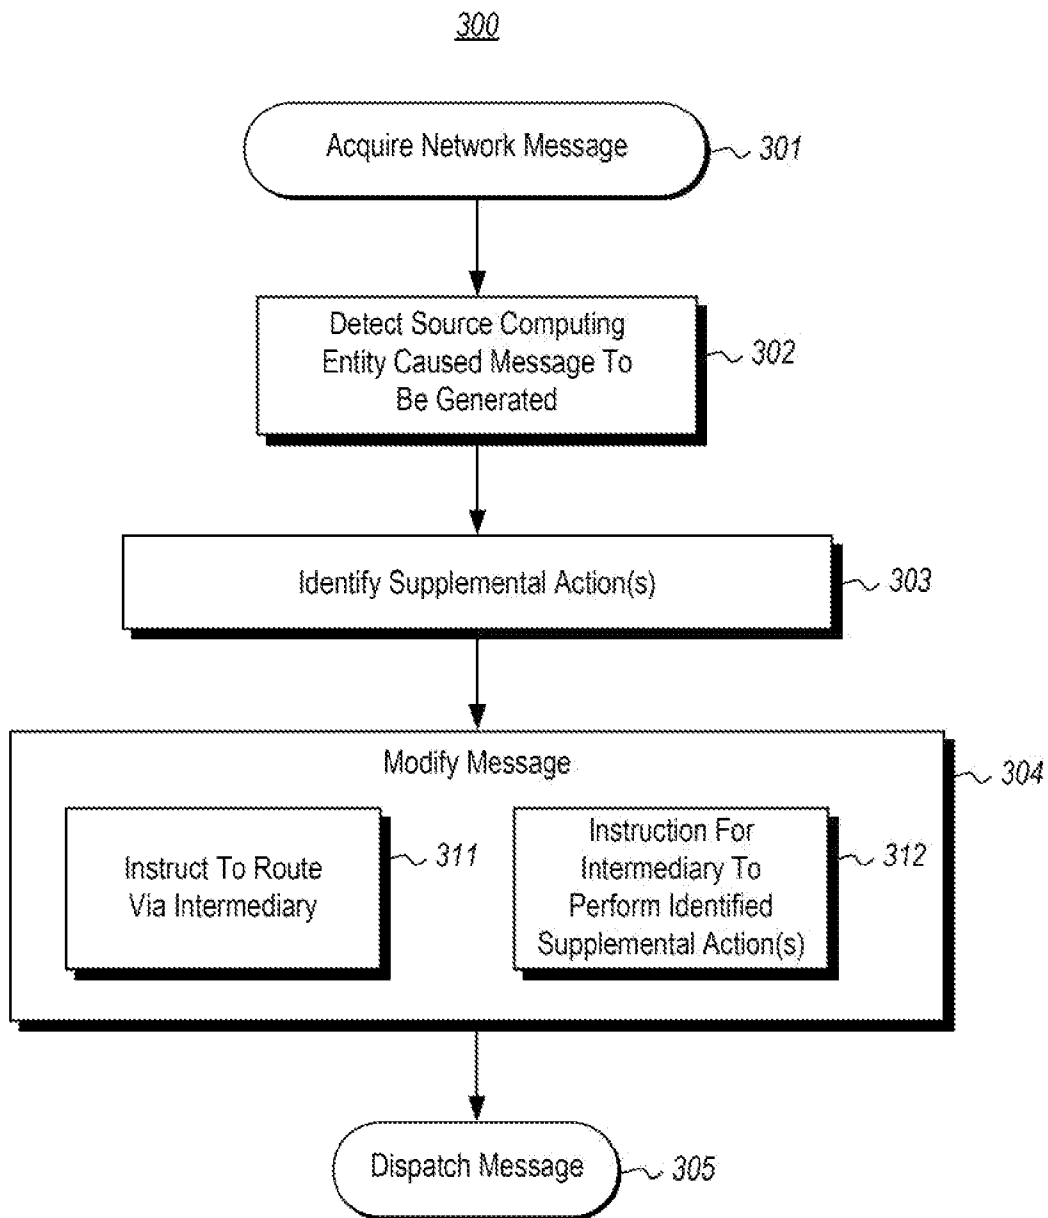 300
Acquire Network Message
301
Detect Source Computing
Entity Caused Message To
Be Generated
302
Identify Supplemental Action(s)
303
Modify Message
304
Instruct To Route
Via Intermediary
311
Instruction For
Intermediary To
Perform Identified
Supplemental Action(s)
312
Dispatch Message
305